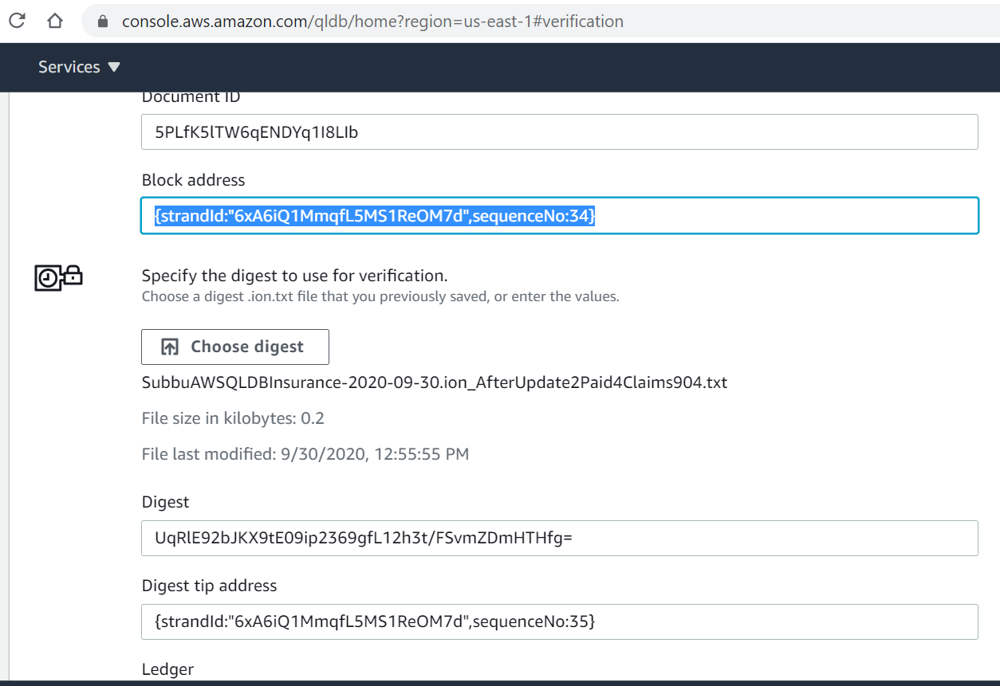 console.aws.amazon.com/qldb/home?region=us-east-1#verification
Services
Document ID
5PLfK5lTW6qENDYq1I8LIb
Block address
{strandId:"6xA6iQ1MmqfL5MS1ReOM7d",sequenceNo:34}
Specify the digest to use for verification.
Choose a digest .ion.txt file that you previously saved, or enter the values.
Choose digest
SubbuAWSQLDBInsurance-2020-09-30.ion_AfterUpdate2Paid4Claims904.txt
File size in kilobytes: 0.2
File last modified: 9/30/2020, 12:55:55 PM
Digest
UqRlE92bJKX9tE09ip2369gfL12h3t/FSvmZDmHTHfg=
Digest tip address
{strandId:"6xA6iQ1MmqfL5MS1ReOM7d",sequenceNo:35}
Ledger